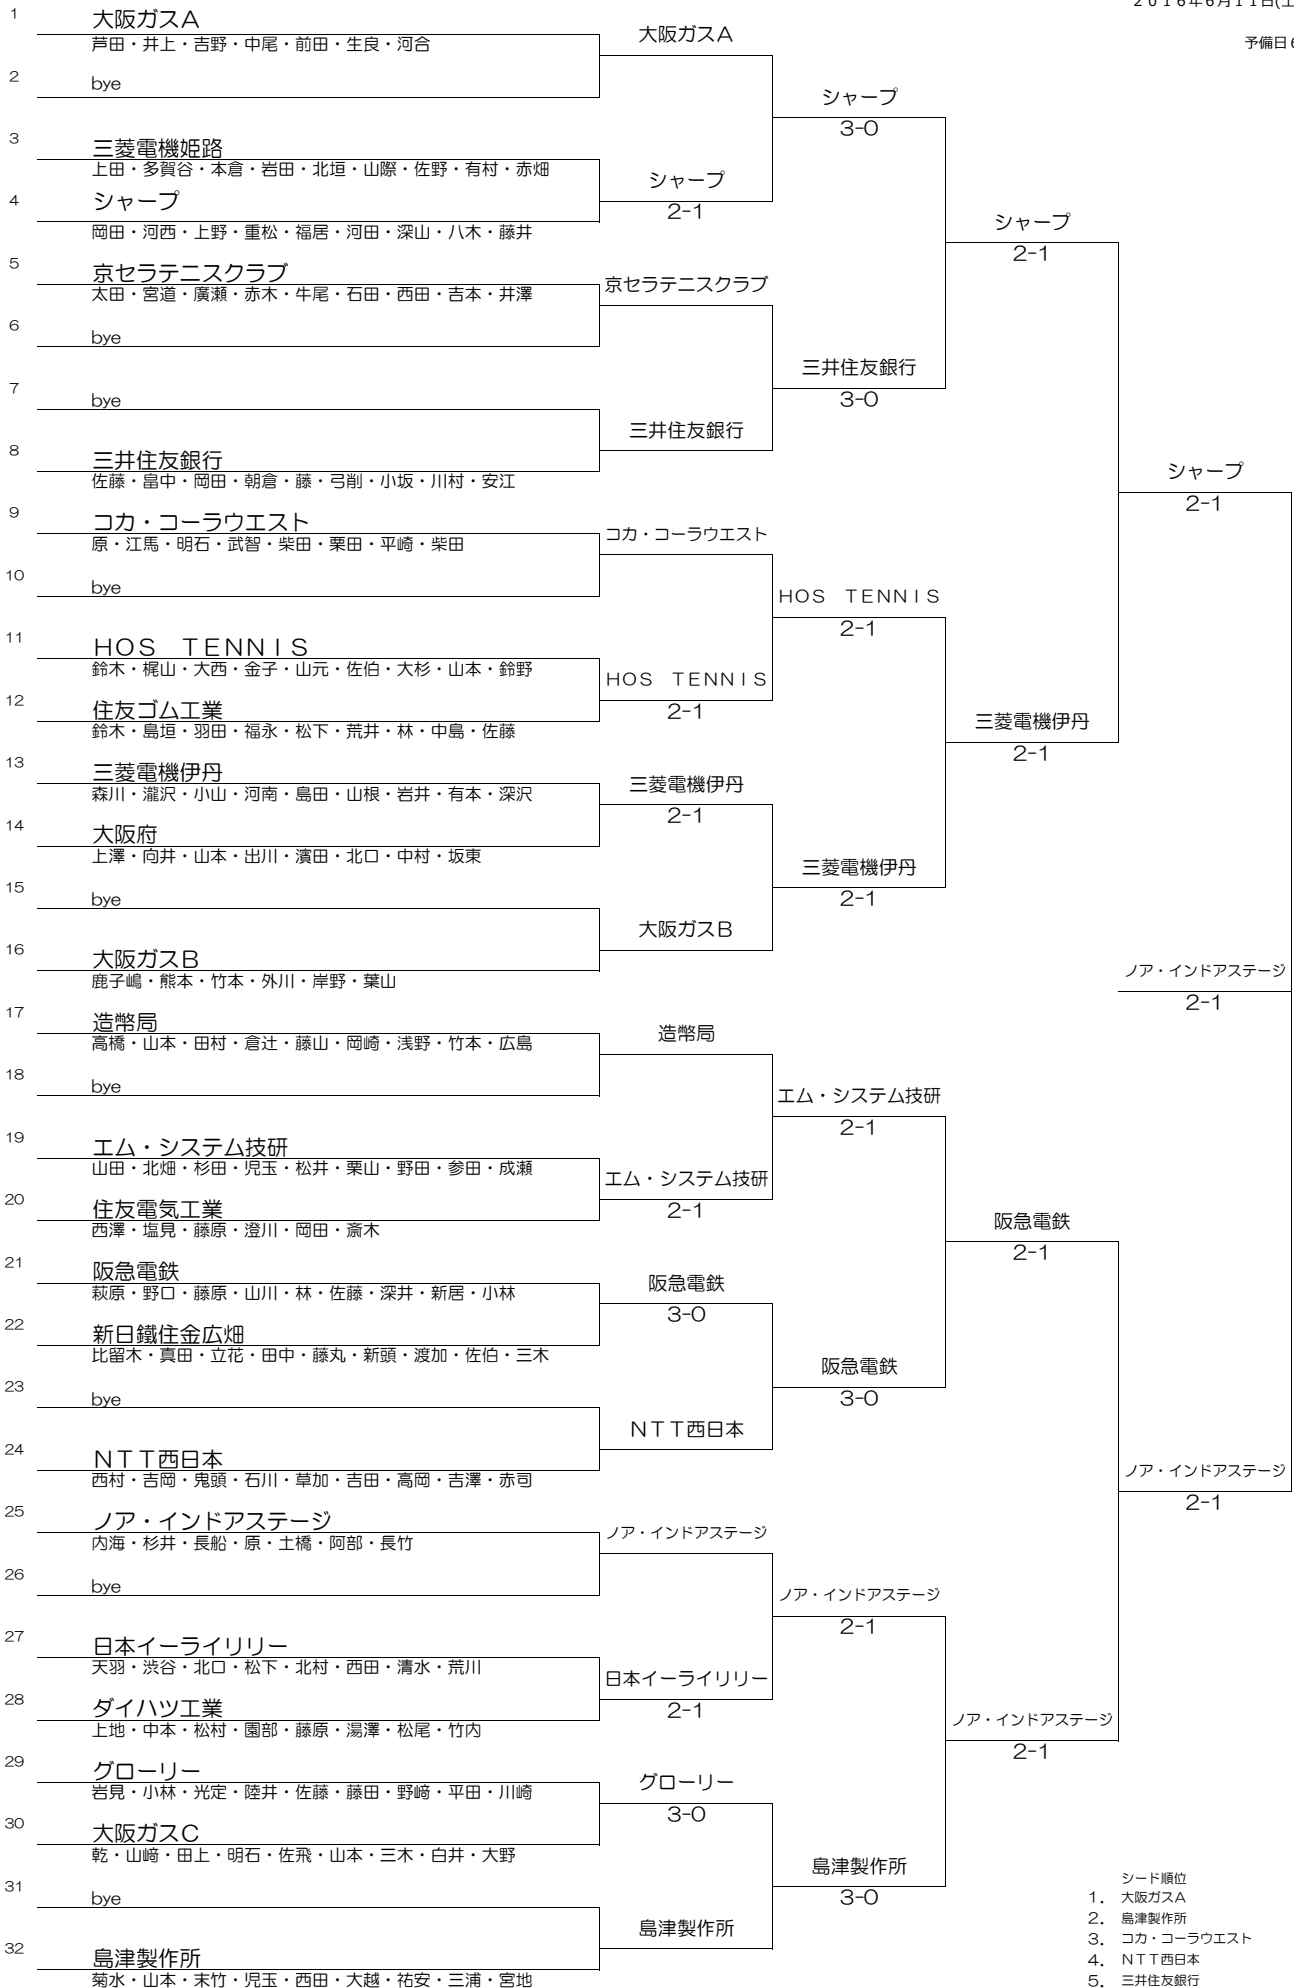 ２０１６年６月１１日(土
予備日６
1
大阪ガスＡ
芦田・井上・吉野・中尾・前田・生良・河合
2
bye
3
三菱電機姫路
上田・多賀谷・本倉・岩田・北垣・山際・佐野・有村・赤畑
4
シャープ
岡田・河西・上野・重松・福居・河田・深山・八木・藤井
5
京セラテニスクラブ
太田・宮道・廣瀬・赤木・牛尾・石田・西田・吉本・井澤
6
bye
7
bye
8
三井住友銀行
佐藤・畠中・岡田・朝倉・藤・弓削・小坂・川村・安江
9
コカ・コーラウエスト
原・江馬・明石・武智・柴田・栗田・平崎・柴田
10
bye
11
ＨＯＳ　ＴＥＮＮＩＳ
鈴木・梶山・大西・金子・山元・佐伯・大杉・山本・鈴野
12
住友ゴム工業
鈴木・島垣・羽田・福永・松下・荒井・林・中島・佐藤
13
三菱電機伊丹
森川・瀧沢・小山・河南・島田・山根・岩井・有本・深沢
14
大阪府
上澤・向井・山本・出川・濱田・北口・中村・坂東
15
bye
16
大阪ガスＢ
鹿子嶋・熊本・竹本・外川・岸野・葉山
17
造幣局
高橋・山本・田村・倉辻・藤山・岡崎・浅野・竹本・広島
18
bye
19
エム・システム技研
山田・北畑・杉田・児玉・松井・栗山・野田・参田・成瀬
20
住友電気工業
西澤・塩見・藤原・澄川・岡田・斎木
21
阪急電鉄
萩原・野口・藤原・山川・林・佐藤・深井・新居・小林
22
新日鐵住金広畑
比留木・真田・立花・田中・藤丸・新頭・渡加・佐伯・三木
23
bye
24
ＮＴＴ西日本
西村・吉岡・鬼頭・石川・草加・吉田・高岡・吉澤・赤司
25
ノア・インドアステージ
内海・杉井・長船・原・土橋・阿部・長竹
26
bye
27
日本イーライリリー
天羽・渋谷・北口・松下・北村・西田・清水・荒川
28
ダイハツ工業
上地・中本・松村・園部・藤原・湯澤・松尾・竹内
29
グローリー
岩見・小林・光定・陸井・佐藤・藤田・野﨑・平田・川崎
30
大阪ガスＣ
乾・山﨑・田上・明石・佐飛・山本・三木・白井・大野
31
bye
32
島津製作所
菊水・山本・末竹・児玉・西田・大越・祐安・三浦・宮地
大阪ガスＡ
シャープ
2-1
京セラテニスクラブ
三井住友銀行
コカ・コーラウエスト
ＨＯＳ　ＴＥＮＮＩＳ
2-1
三菱電機伊丹
2-1
大阪ガスＢ
造幣局
エム・システム技研
2-1
阪急電鉄
3-0
ＮＴＴ西日本
ノア・インドアステージ
日本イーライリリー
2-1
グローリー
3-0
島津製作所
シャープ
3-0
三井住友銀行
3-0
ＨＯＳ　ＴＥＮＮＩＳ
2-1
三菱電機伊丹
2-1
エム・システム技研
2-1
阪急電鉄
3-0
ノア・インドアステージ
2-1
島津製作所
3-0
シャープ
2-1
三菱電機伊丹
2-1
阪急電鉄
2-1
ノア・インドアステージ
2-1
シャープ
2-1
ノア・インドアステージ
2-1
ノア・インドアステージ
2-1
シード順位
１．大阪ガスＡ
２．島津製作所
３．コカ・コーラウエスト
４．ＮＴＴ西日本
５．三井住友銀行